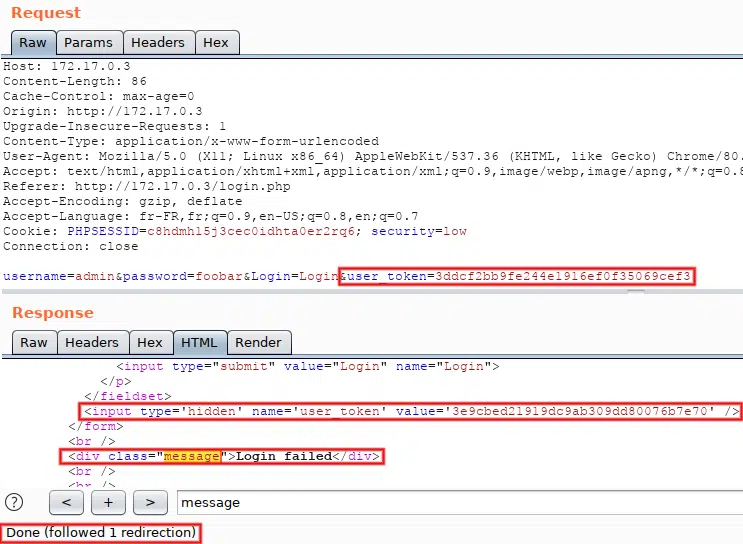 Request
Raw Params Headers Hex
Host: 172.17.0.3
Content-Length: 86
Cache-Control: max-age=0
Origin: http://172.17.0.3
Upgrade-Insecure-Requests: 1
Content-Type: application/x-www-form-urlencoded
User-Agent: Mozilla/5.0 (X11; Linux x86_64) AppleWebKit/537.36 (KHTML, like Gecko) Chrome/80.
Accept: text/html,application/xhtml+xml,application/xml;q=0.9,image/webp,image/apng,*/*;q=0.8
Referer: http://172.17.0.3/login.php
Accept-Encoding: gzip, deflate
Accept-Language: fr-FR,fr;q=0.9,en-US;q=0.8,en;q=0.7
Cookie: PHPSESSID=c8hdmh15j3cec0idhta0er2rq6; security=low
Connection: close
username=admin&password=foobar&Login=Login&user_token=3ddcf2bb9fe244e1916ef0f35069cef3
Response
Raw Headers Hex HTML Render
<input type="submit" value="Login" name="Login">
</p>
</fieldset>
<input type='hidden' name='user_token' value='3e9cbed21919dc9ab309dd80076b7e70' />
</form>
<br />
<div class="message">Login failed</div>
<br />
<br />
? < + > message
Done (followed 1 redirection)